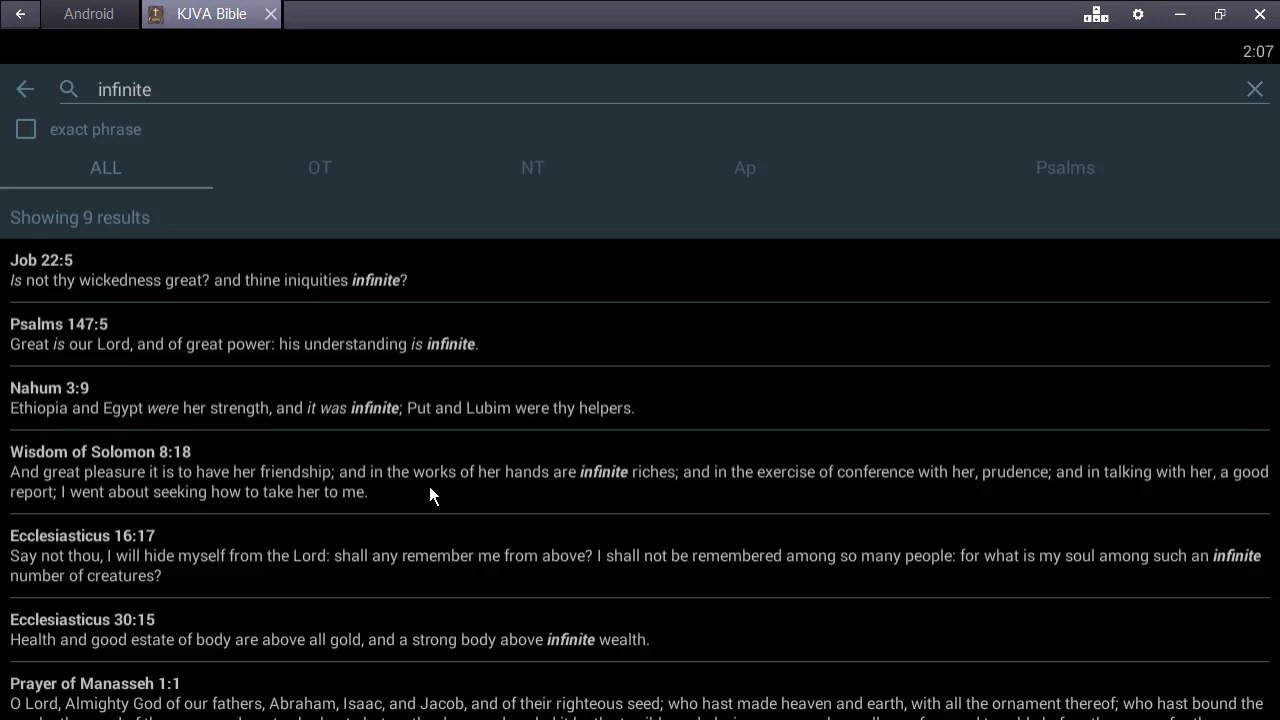 Android
KJVA Bible
2:07
infinite
exact phrase
ALL OT NT Ap Psalms
Showing 9 results
Job 22:5
Is not thy wickedness great? and thine iniquities infinite?
Psalms 147:5
Great is our Lord, and of great power: his understanding is infinite.
Nahum 3:9
Ethiopia and Egypt were her strength, and it was infinite; Put and Lubim were thy helpers.
Wisdom of Solomon 8:18
And great pleasure it is to have her friendship; and in the works of her hands are infinite riches; and in the exercise of conference with her, prudence; and in talking with her, a good
report; I went about seeking how to take her to me.
Ecclesiasticus 16:17
Say not thou, I will hide myself from the Lord: shall any remember me from above? I shall not be remembered among so many people: for what is my soul among such an infinite
number of creatures?
Ecclesiasticus 30:15
Health and good estate of body are above all gold, and a strong body above infinite wealth.
Prayer of Manasseh 1:1
O Lord, Almighty God of our fathers, Abraham, Isaac, and Jacob, and of their righteous seed; who hast made heaven and earth, with all the ornament thereof; who hast bound the